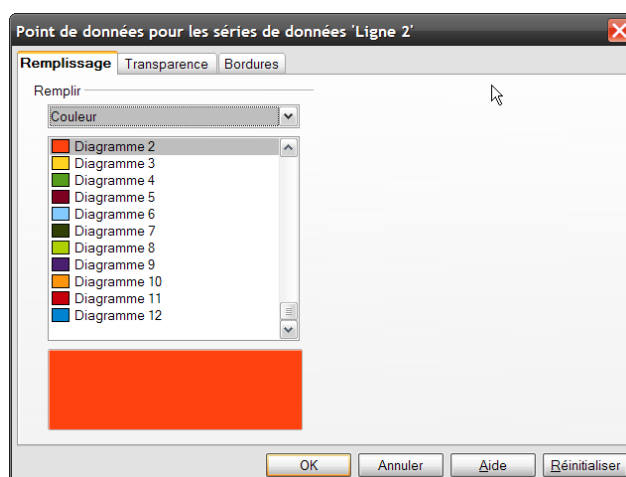 Point de données pour les séries de données 'Ligne 2'
Remplissage Transparence Bordures
Remplir
Couleur
Diagramme 2
Diagramme 3
Diagramme 4
Diagramme 5
Diagramme 6
Diagramme 7
Diagramme 8
Diagramme 9
Diagramme 10
Diagramme 11
Diagramme 12
OK Annuler Aide Réinitialiser